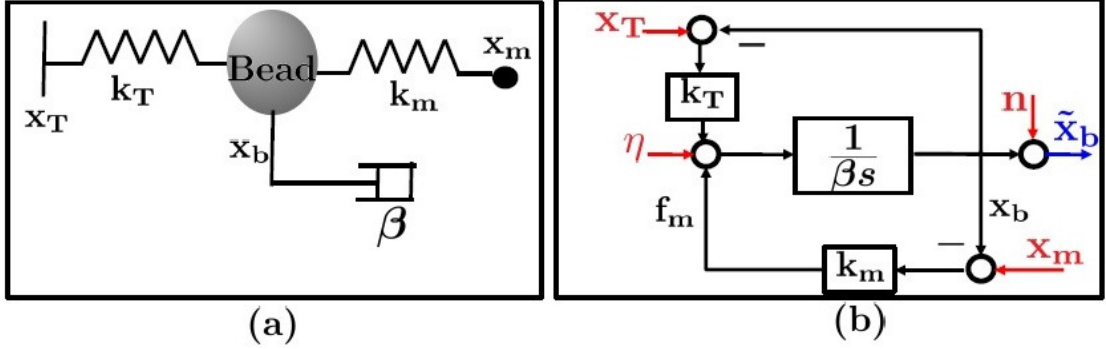 x_T
k_T
Bead
x_m
k_m
x_b
β
(a)
x_T
−
k_T
η
1
βs
n
x̃_b
f_m
x_b
−
k_m
x_m
(b)